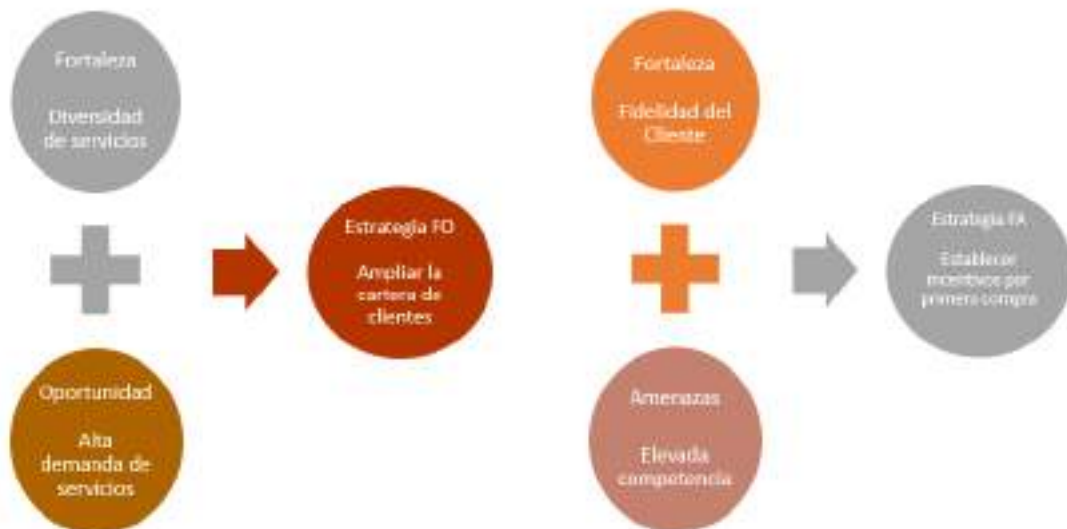 Fortaleza
Diversidad
de servicios
Oportunidad
Alta
demanda de
servicios
Estrategia FO
Ampliar la
cartera de
clientes
Fortaleza
Fidelidad del
Cliente
Amenazas
Elevada
competencia
Estrategia FA
Establecer
incentivos por
primera compra